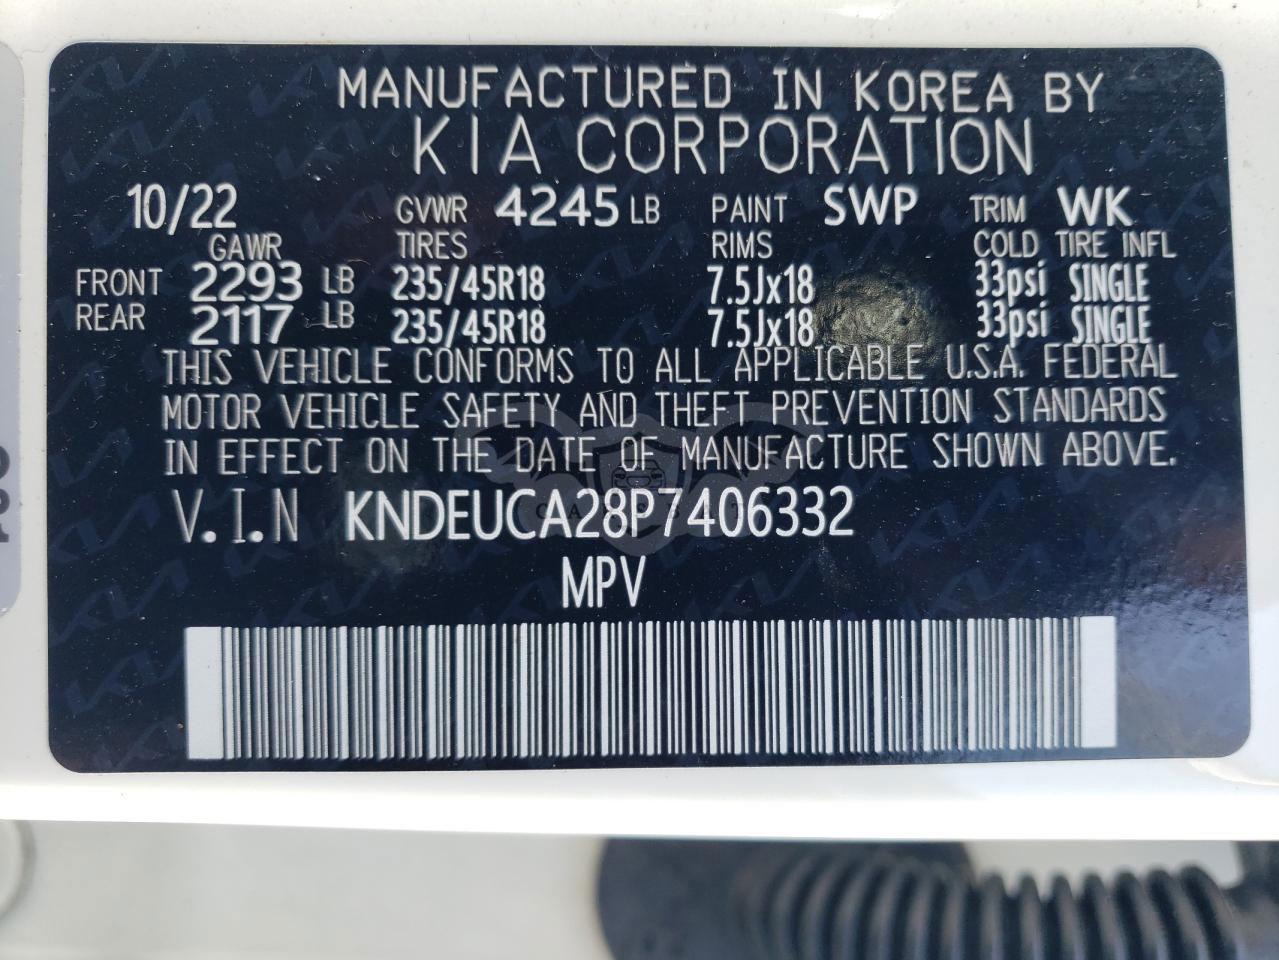 MANUFACTURED IN KOREA BY
KIA CORPORATION
10/22 GVWR 4245 LB PAINT SWP TRIM WK
GAWR TIRES RIMS COLD TIRE INFL
FRONT 2293 LB 235/45R18 7.5Jx18 33psi SINGLE
REAR 2117 LB 235/45R18 7.5Jx18 33psi SINGLE
THIS VEHICLE CONFORMS TO ALL APPLICABLE U.S.A. FEDERAL
MOTOR VEHICLE SAFETY AND THEFT PREVENTION STANDARDS
IN EFFECT ON THE DATE OF MANUFACTURE SHOWN ABOVE.
V.I.N KNDEUCA28P7406332
MPV